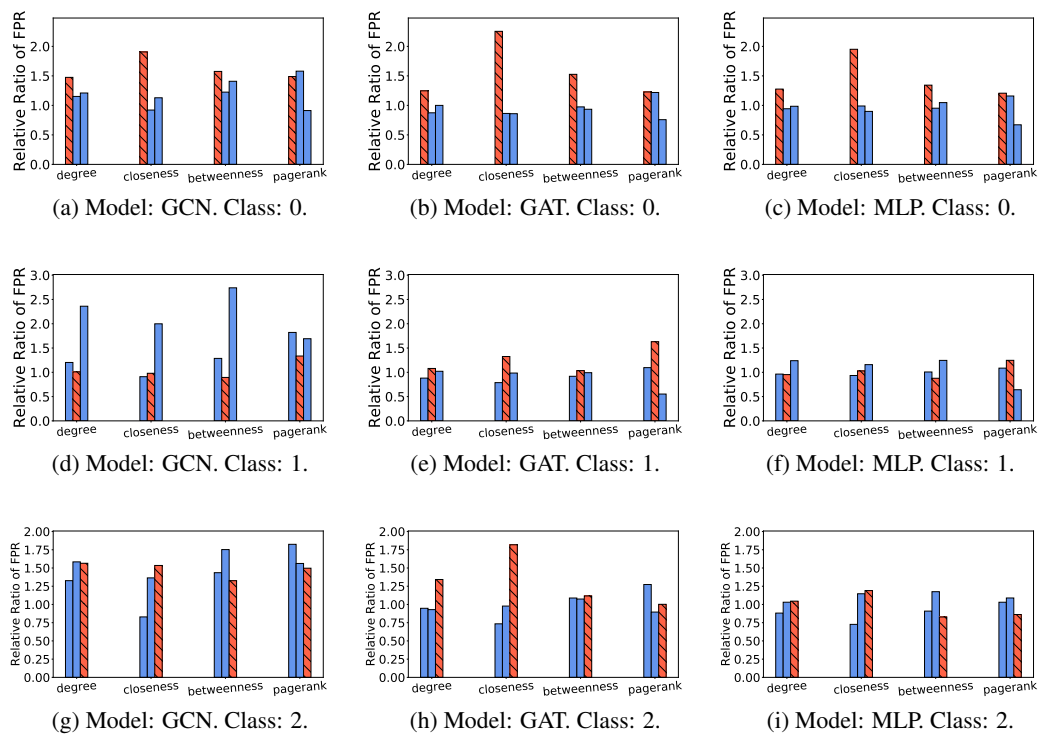 Relative Ratio of FPR
2.0
1.5
1.0
0.5
0.0
degree closeness betweenness pagerank
(a) Model: GCN. Class: 0.
Relative Ratio of FPR
2.0
1.5
1.0
0.5
0.0
degree closeness betweenness pagerank
(b) Model: GAT. Class: 0.
Relative Ratio of FPR
2.0
1.5
1.0
0.5
0.0
degree closeness betweenness pagerank
(c) Model: MLP. Class: 0.
Relative Ratio of FPR
3.0
2.5
2.0
1.5
1.0
0.5
0.0
degree closeness betweenness pagerank
(d) Model: GCN. Class: 1.
Relative Ratio of FPR
3.0
2.5
2.0
1.5
1.0
0.5
0.0
degree closeness betweenness pagerank
(e) Model: GAT. Class: 1.
Relative Ratio of FPR
3.0
2.5
2.0
1.5
1.0
0.5
0.0
degree closeness betweenness pagerank
(f) Model: MLP. Class: 1.
Relative Ratio of FPR
2.00
1.75
1.50
1.25
1.00
0.75
0.50
0.25
0.00
degree closeness betweenness pagerank
(g) Model: GCN. Class: 2.
Relative Ratio of FPR
2.00
1.75
1.50
1.25
1.00
0.75
0.50
0.25
0.00
degree closeness betweenness pagerank
(h) Model: GAT. Class: 2.
Relative Ratio of FPR
2.00
1.75
1.50
1.25
1.00
0.75
0.50
0.25
0.00
degree closeness betweenness pagerank
(i) Model: MLP. Class: 2.